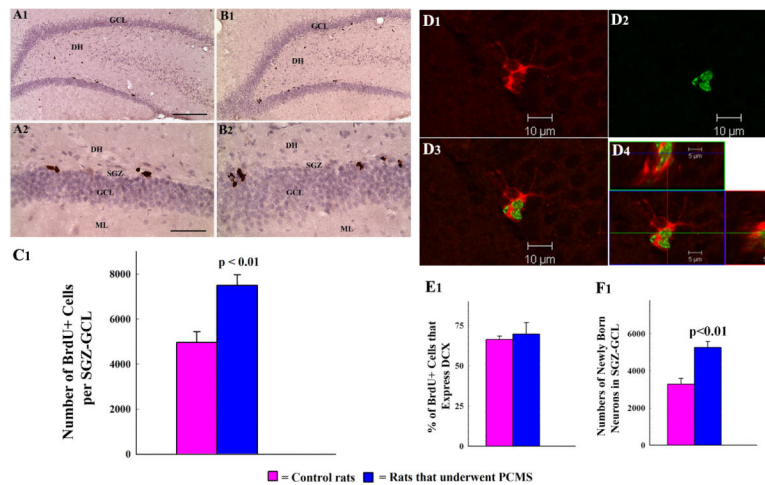 A1
GCL
DH
B1
GCL
DH
A2
DH
SGZ
GCL
ML
B2
DH
SGZ
GCL
ML
D1
10 µm
D2
10 µm
D3
10 µm
D4
5 µm
5 µm
5
C1
Number of BrdU+ Cells
per SGZ-GCL
8000
6000
4000
2000
0
p < 0.01
E1
% of BrdU+ Cells that
Express DCX
75
50
25
0
F1
Numbers of Newly Born
Neurons in SGZ-GCL
6000
4000
2000
0
p<0.01
= Control rats
= Rats that underwent PCMS